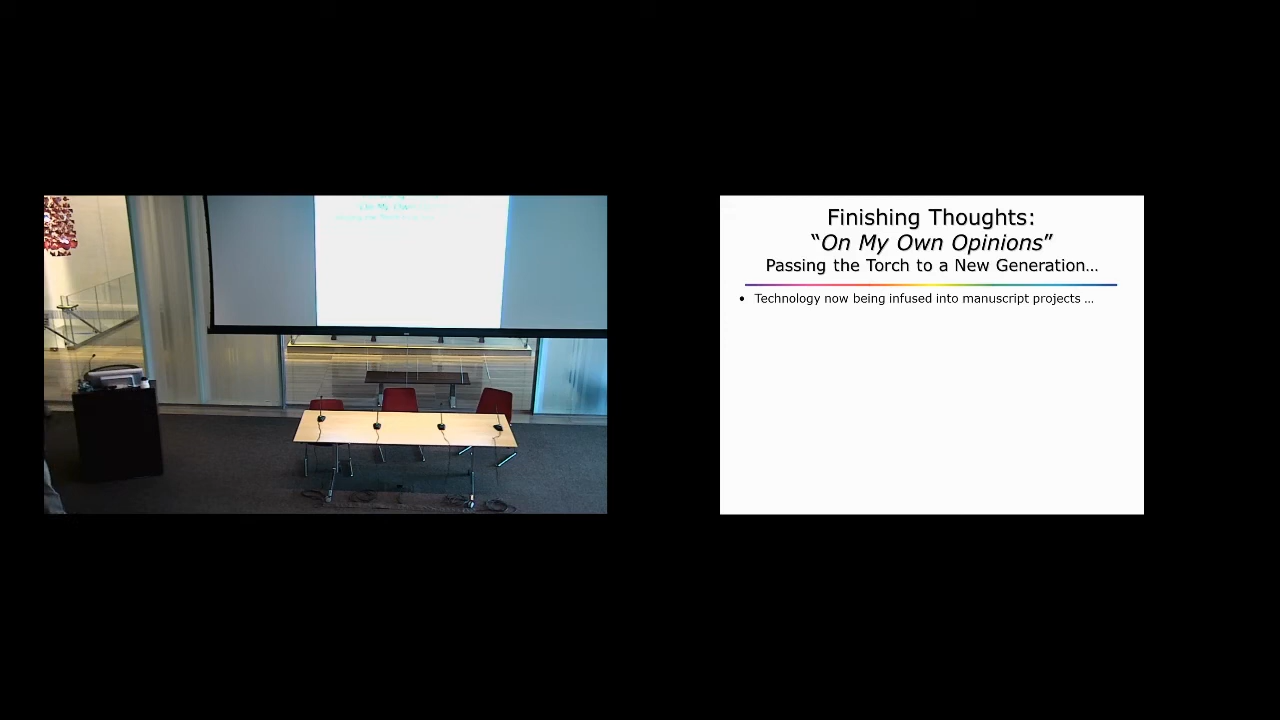 Finishing Thoughts:
“On My Own Opinions”
Passing the Torch to a New Generation…
• Technology now being infused into manuscript projects …